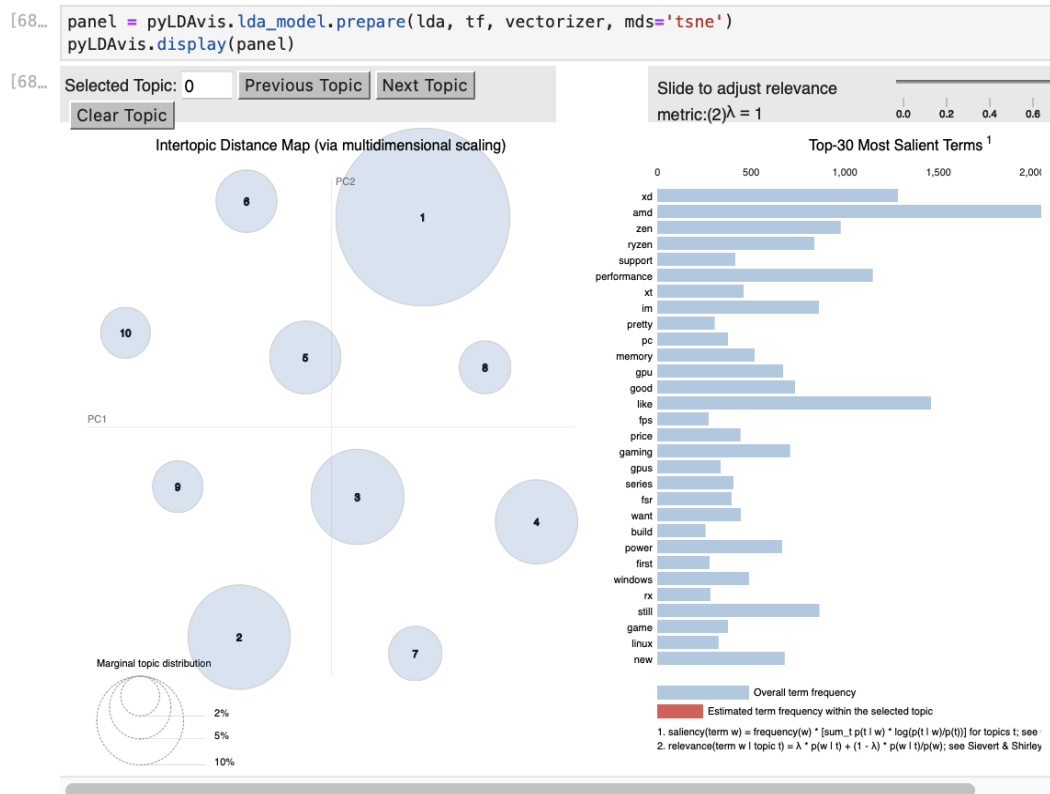 [68…
panel = pyLDAvis.lda_model.prepare(lda, tf, vectorizer, mds='tsne')
pyLDAvis.display(panel)
[68…
Selected Topic: 0 Previous Topic Next Topic
Clear Topic
Slide to adjust relevance
metric:(2)λ = 1
0.0 0.2 0.4 0.6
Intertopic Distance Map (via multidimensional scaling)
PC2
PC1
6
1
10
5
8
9
3
4
2
7
Marginal topic distribution
2%
5%
10%
Top-30 Most Salient Terms 1
0 500 1,000 1,500 2,00
xd
amd
zen
ryzen
support
performance
xt
im
pretty
pc
memory
gpu
good
like
fps
price
gaming
gpus
series
fsr
want
build
power
first
windows
rx
still
game
linux
new
Overall term frequency
Estimated term frequency within the selected topic
1. saliency(term w) = frequency(w) * [sum_t p(t | w) * log(p(t | w)/p(t))] for topics t; see
2. relevance(term w | topic t) = λ * p(w | t) + (1 - λ) * p(w | t)/p(w); see Sievert & Shirley